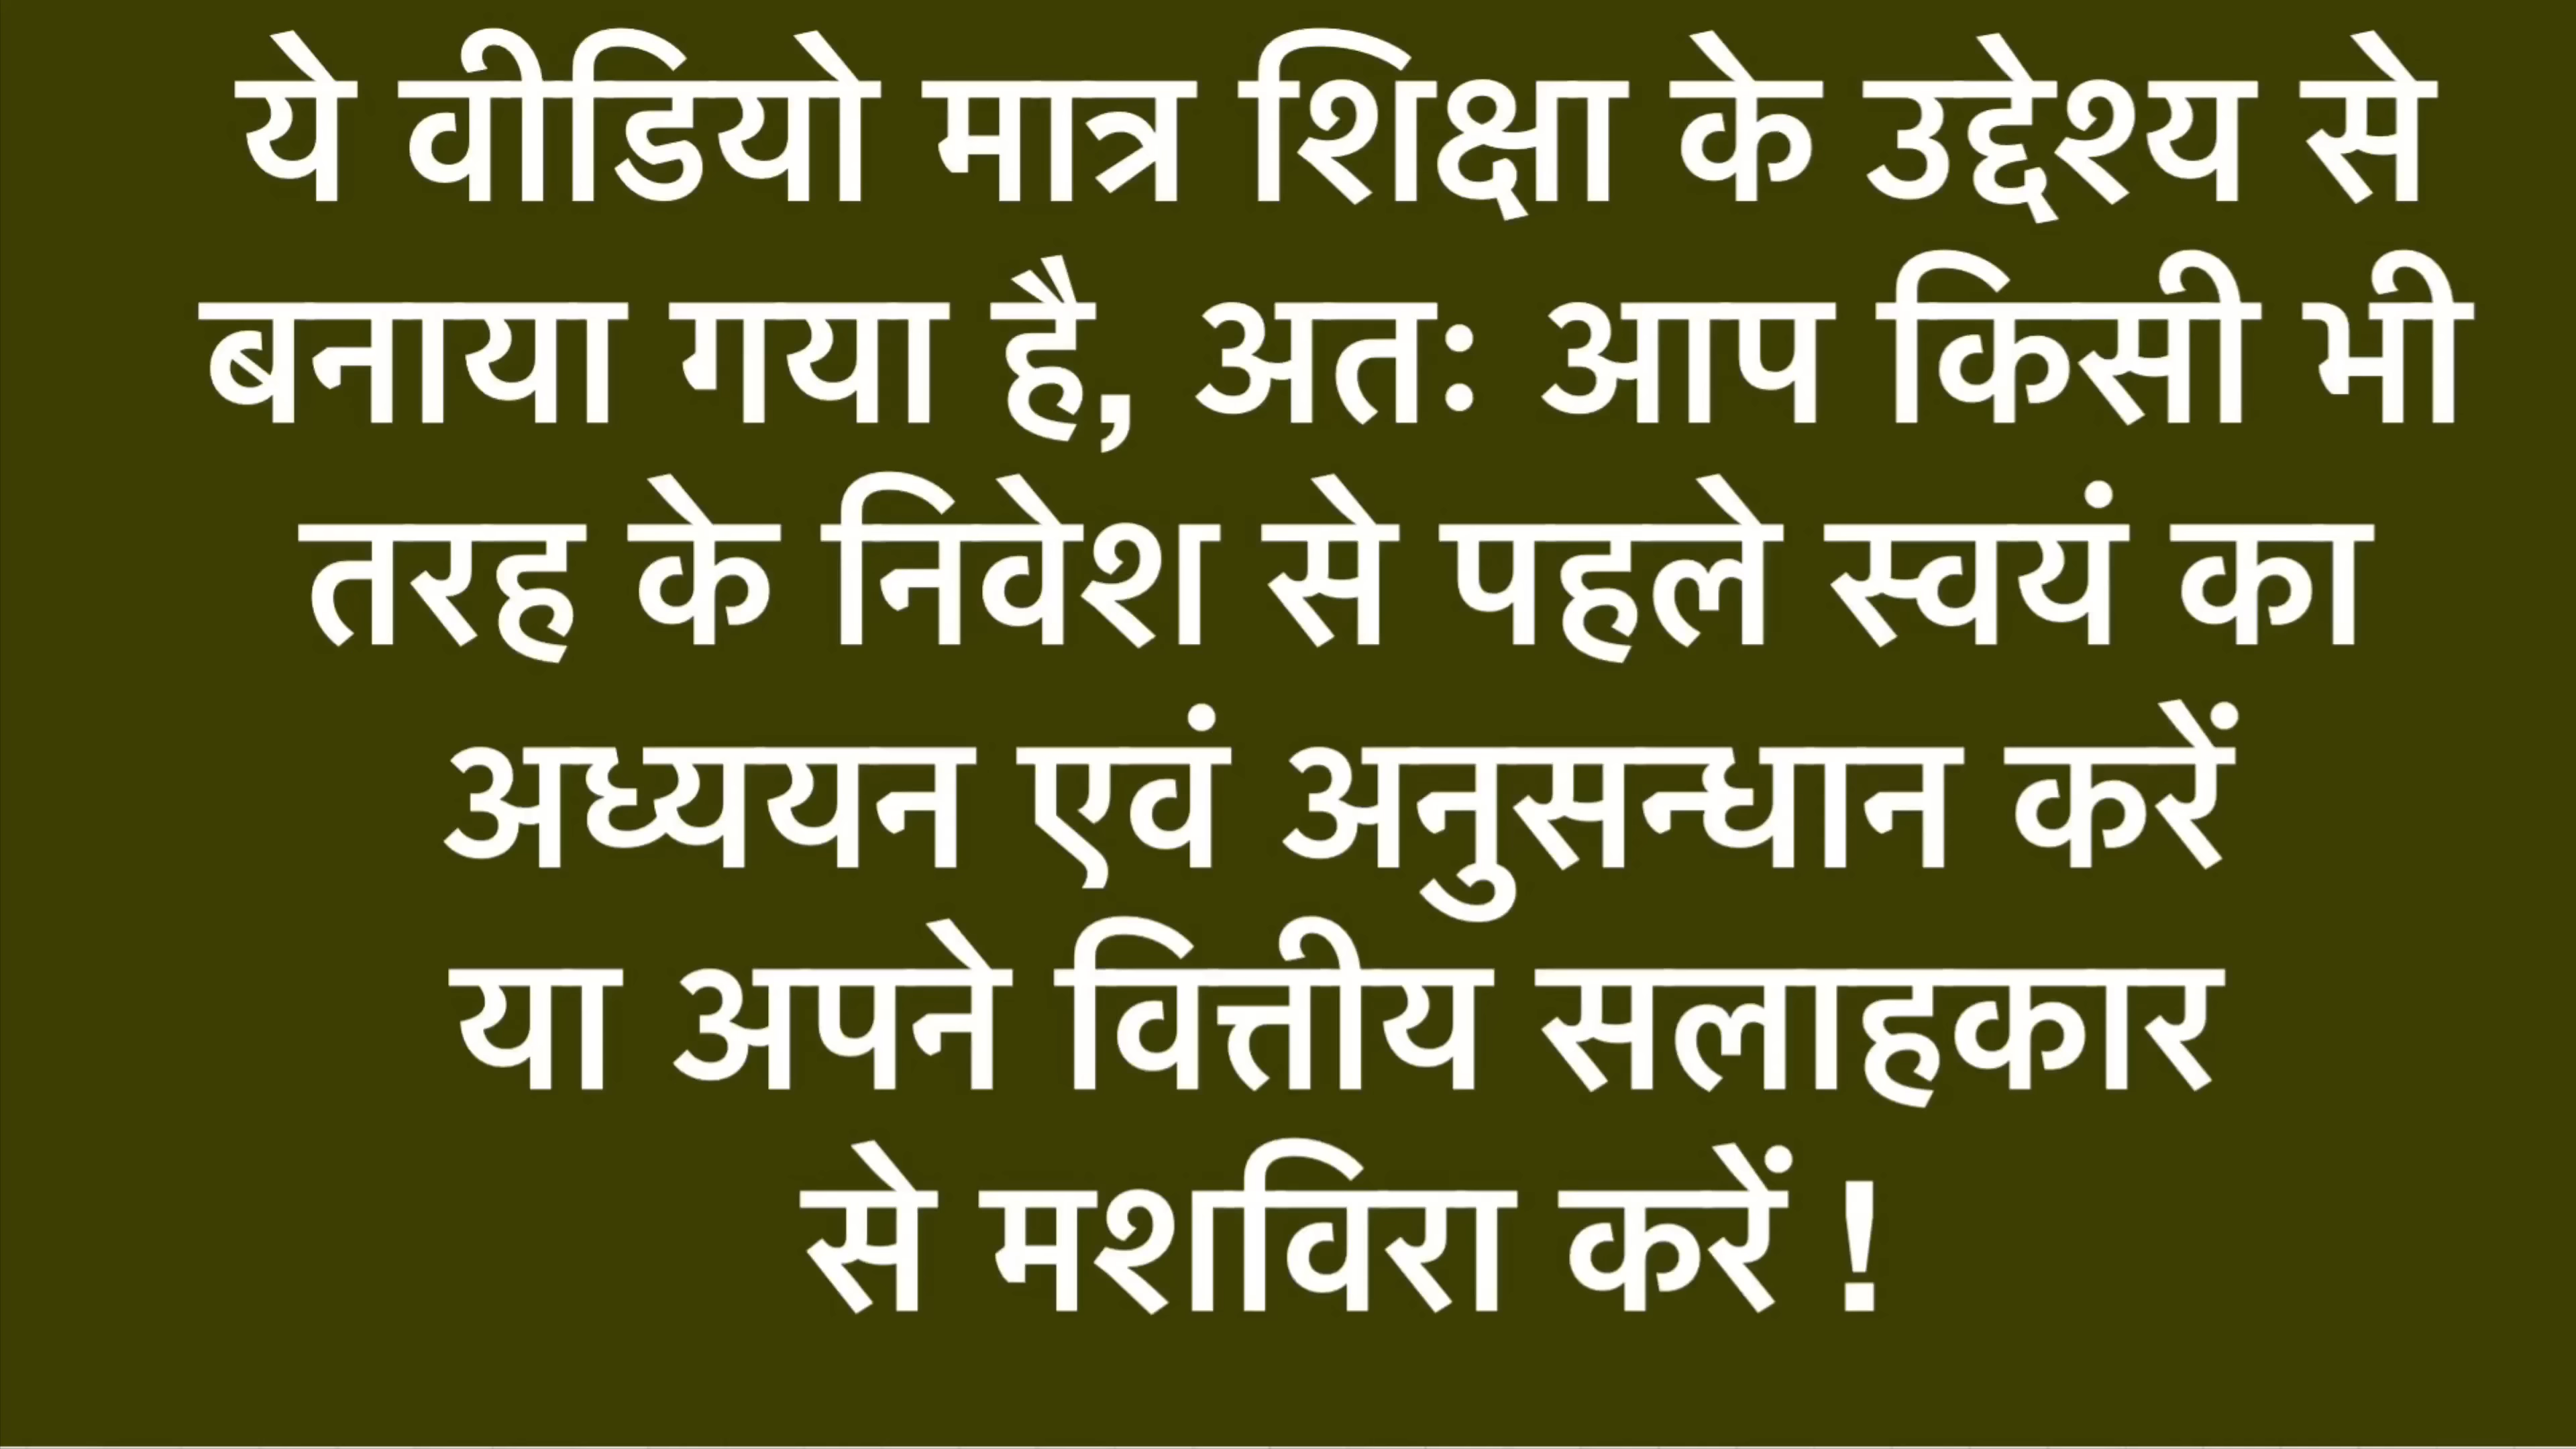 ये वीडियो मात्र शिक्षा के उद्देश्य से
बनाया गया है, अतः आप किसी भी
तरह के निवेश से पहले स्वयं का
अध्ययन एवं अनुसन्धान करें
या अपने वित्तीय सलाहकार
से मशविरा करें !